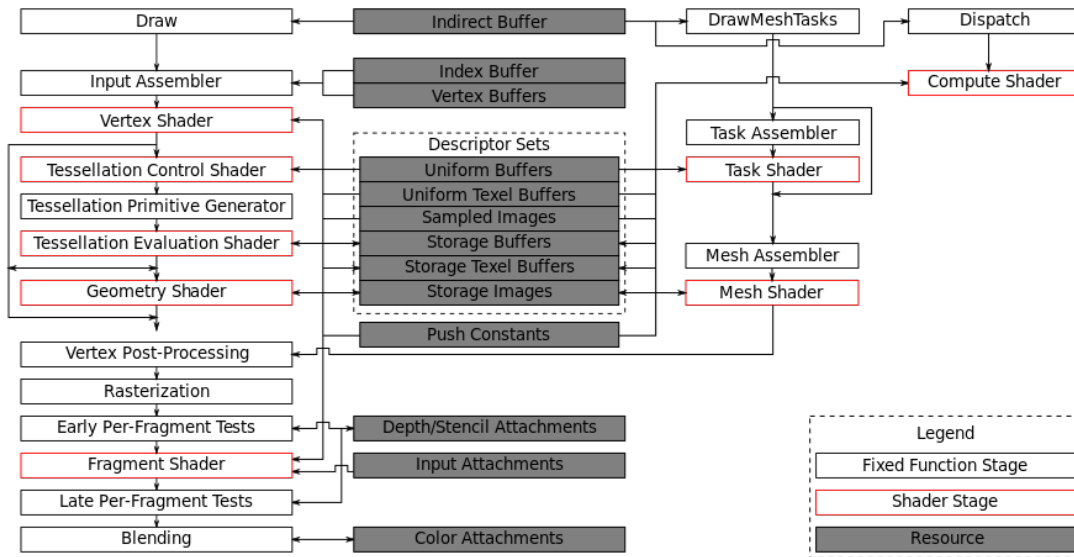 Draw
Indirect Buffer
DrawMeshTasks
Dispatch
Input Assembler
Index Buffer
Vertex Buffers
Compute Shader
Vertex Shader
Task Assembler
Descriptor Sets
Tessellation Control Shader
Uniform Buffers
Task Shader
Tessellation Primitive Generator
Uniform Texel Buffers
Sampled Images
Tessellation Evaluation Shader
Storage Buffers
Mesh Assembler
Storage Texel Buffers
Geometry Shader
Storage Images
Mesh Shader
Push Constants
Vertex Post-Processing
Rasterization
Early Per-Fragment Tests
Depth/Stencil Attachments
Legend
Fragment Shader
Input Attachments
Fixed Function Stage
Late Per-Fragment Tests
Shader Stage
Blending
Color Attachments
Resource